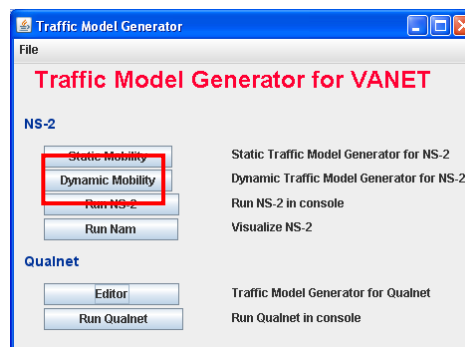 Traffic Model Generator
File
Traffic Model Generator for VANET
NS-2
Static Mobility Static Traffic Model Generator for NS-2
Dynamic Mobility Dynamic Traffic Model Generator for NS-2
Run NS-2 Run NS-2 in console
Run Nam Visualize NS-2
Qualnet
Editor Traffic Model Generator for Qualnet
Run Qualnet Run Qualnet in console